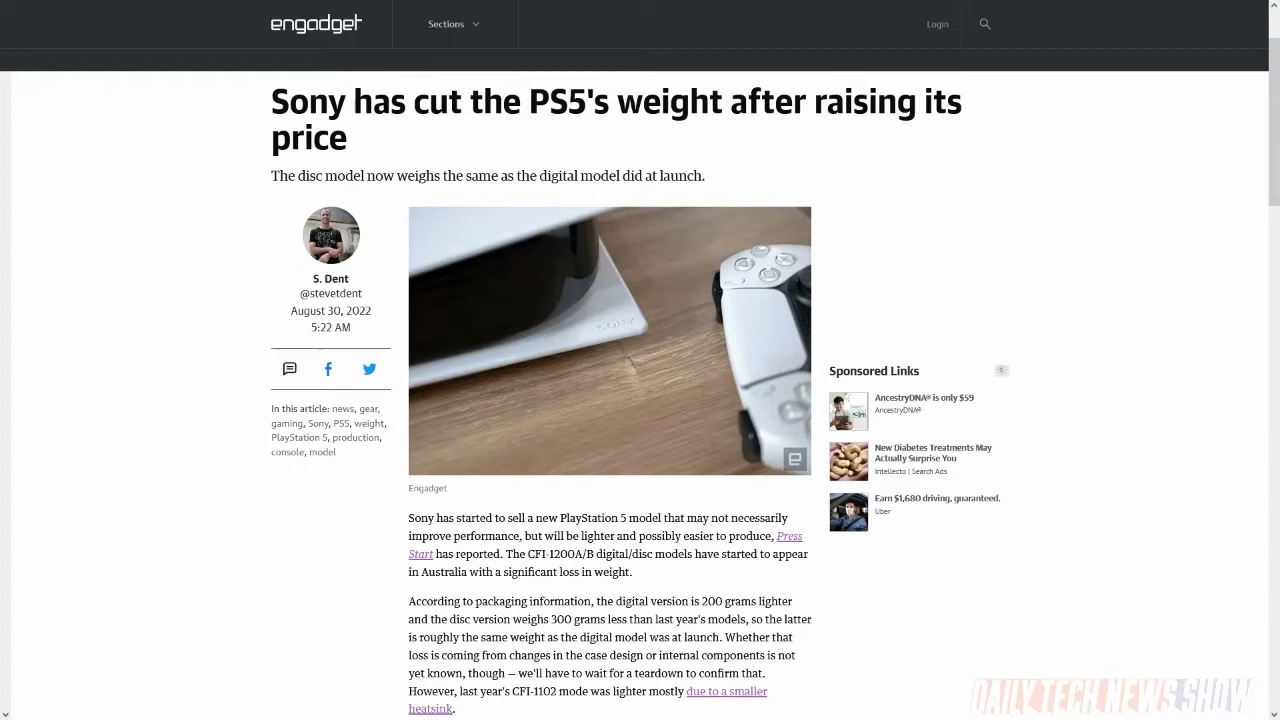 engadget
Sections
Login
Sony has cut the PS5's weight after raising its
price
The disc model now weighs the same as the digital model did at launch.
S. Dent
@stevetdent
August 30, 2022
5:22 AM
In this article: news, gear,
gaming, Sony, PS5, weight,
PlayStation 5, production,
console, model
SONY
Engadget
Sony has started to sell a new PlayStation 5 model that may not necessarily
improve performance, but will be lighter and possibly easier to produce, Press
Start has reported. The CFI-1200A/B digital/disc models have started to appear
in Australia with a significant loss in weight.
According to packaging information, the digital version is 200 grams lighter
and the disc version weighs 300 grams less than last year's models, so the latter
is roughly the same weight as the digital model was at launch. Whether that
loss is coming from changes in the case design or internal components is not
yet known, though — we'll have to wait for a teardown to confirm that.
However, last year's CFI-1102 mode was lighter mostly due to a smaller
heatsink.
Sponsored Links
AncestryDNA® is only $59
AncestryDNA®
New Diabetes Treatments May
Actually Surprise You
Intellecto | Search Ads
Earn $1,680 driving, guaranteed.
Uber
DAILY TECH NEWS SHOW